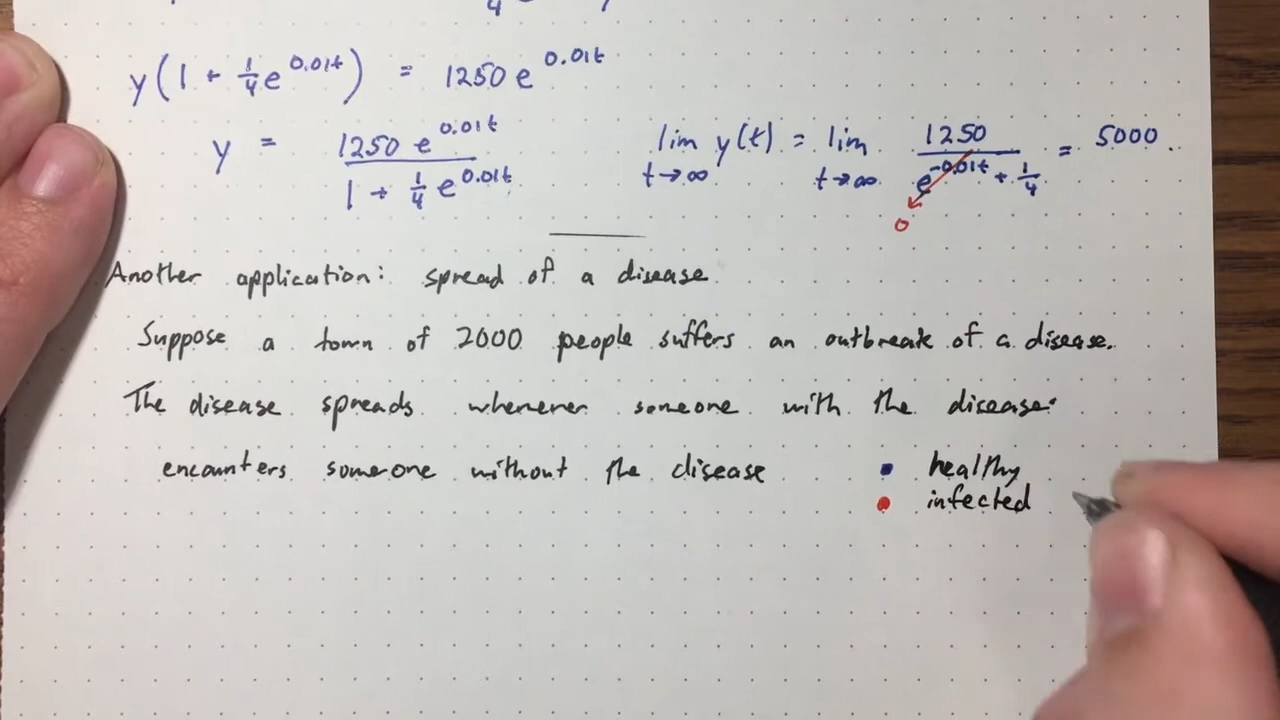 y(1 + 1/4 e^0.01t) = 1250 e^0.01t
y = 1250 e^0.01t / 1 + 1/4 e^0.01t
lim t→∞ y(t) = lim t→∞ 1250 / e^-0.01t + 1/4 = 5000.
0
Another application: spread of a disease
Suppose a town of 2000 people suffers an outbreak of a disease.
The disease spreads whenever someone with the disease
encounters someone without the disease
healthy
infected